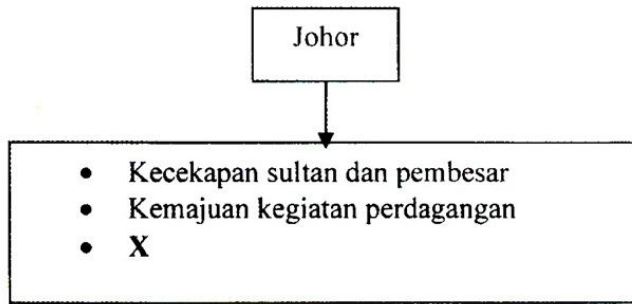 Johor
• Kecekapan sultan dan pembesar
• Kemajuan kegiatan perdagangan
• X